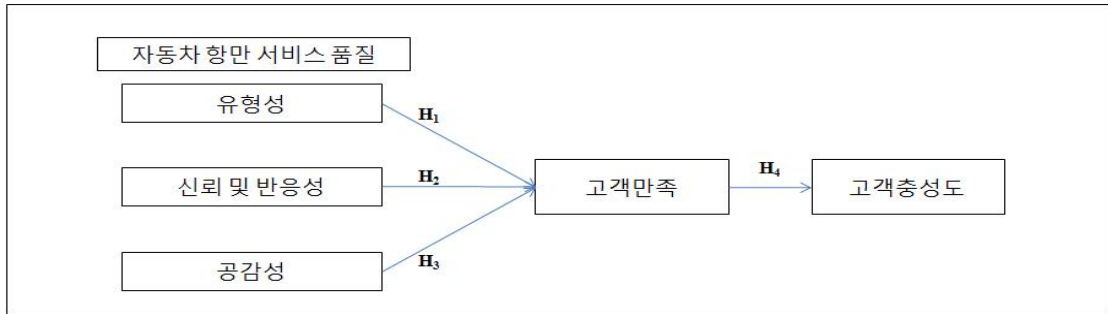 자동차 항만 서비스 품질
유형성
H₁
신뢰 및 반응성
H₂
고객만족
H₄
고객충성도
공감성
H₃